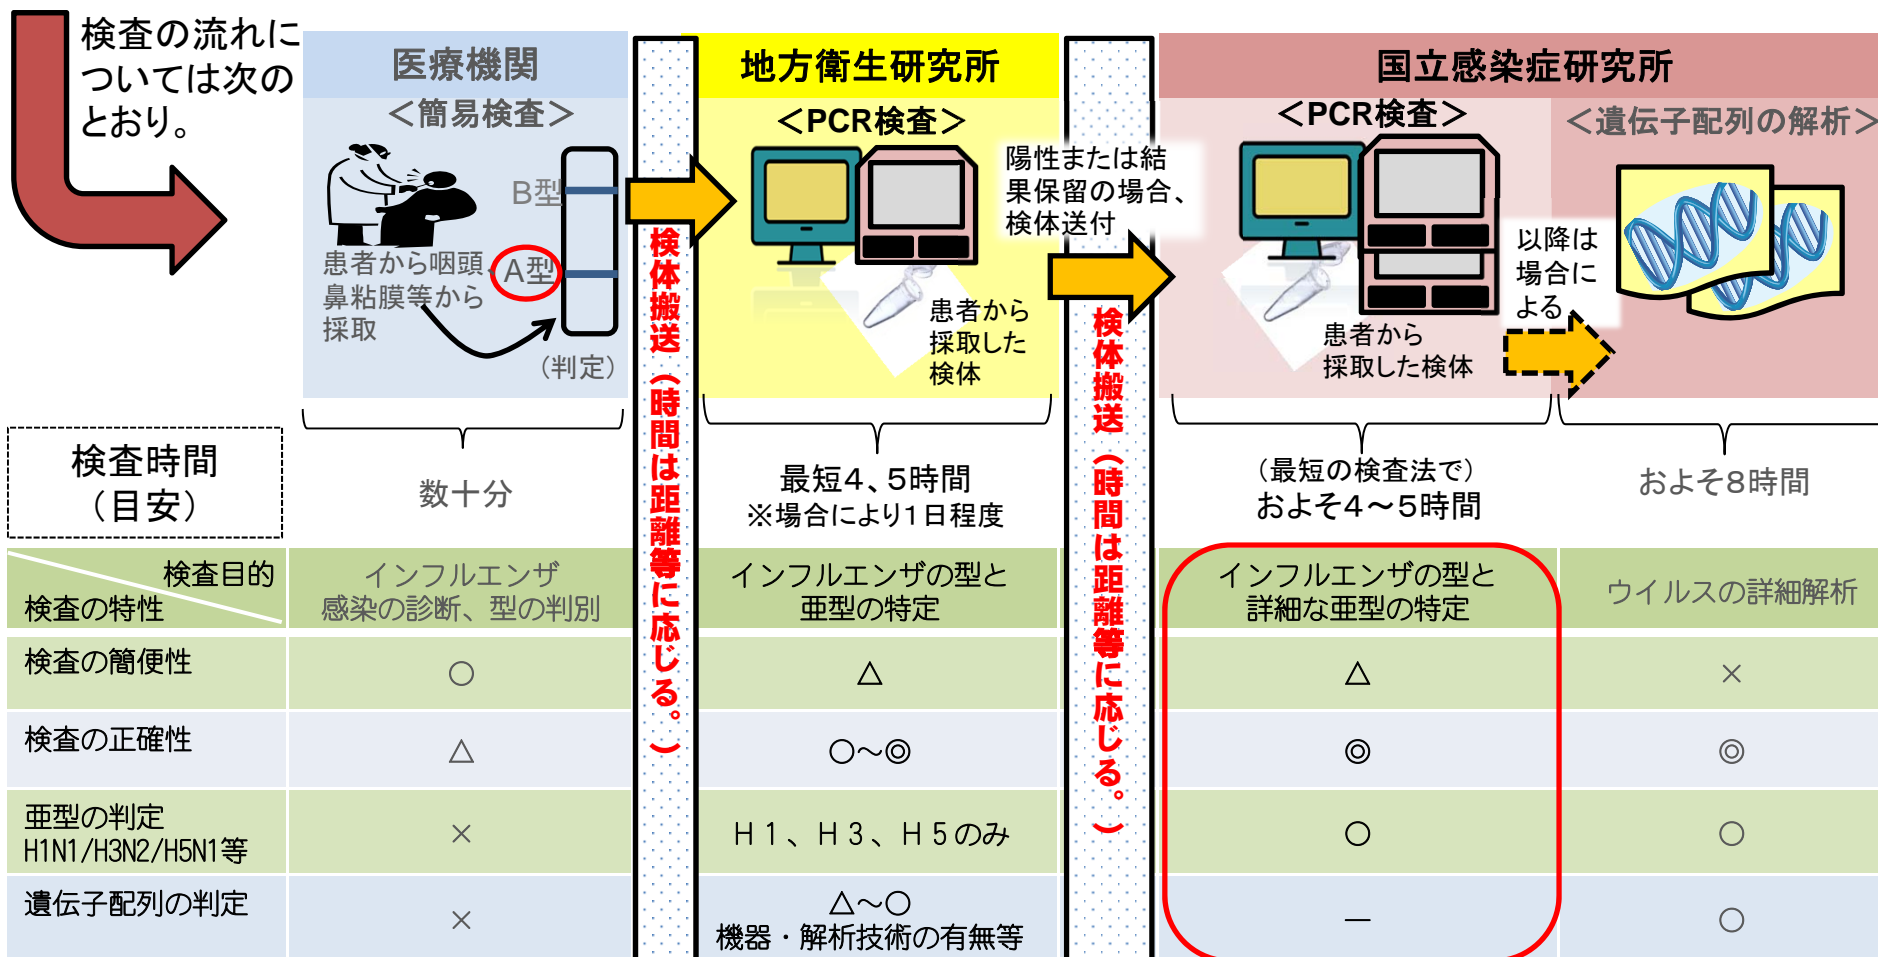 検査の流れに
ついては次の
とおり。
医療機関
＜簡易検査＞
B型
A型
患者から咽頭、
鼻粘膜等から
採取
（判定）
検体搬送（時間は距離等に応じる。）
地方衛生研究所
＜PCR検査＞
患者から
採取した
検体
陽性または結
果保留の場合、
検体送付
検体搬送（時間は距離等に応じる。）
国立感染症研究所
＜PCR検査＞
患者から
採取した検体
以降は
場合に
よる
＜遺伝子配列の解析＞
検査時間
（目安）
数十分
最短４、５時間
※場合により１日程度
（最短の検査法で）
およそ４～５時間
およそ８時間
検査目的
検査の特性
インフルエンザ
感染の診断、型の判別
インフルエンザの型と
亜型の特定
インフルエンザの型と
詳細な亜型の特定
ウイルスの詳細解析
検査の簡便性
○
△
△
×
検査の正確性
△
○～◎
◎
◎
亜型の判定
H1N1/H3N2/H5N1等
×
Ｈ１、Ｈ３、Ｈ５のみ
○
○
遺伝子配列の判定
×
△～○
機器・解析技術の有無等
－
○